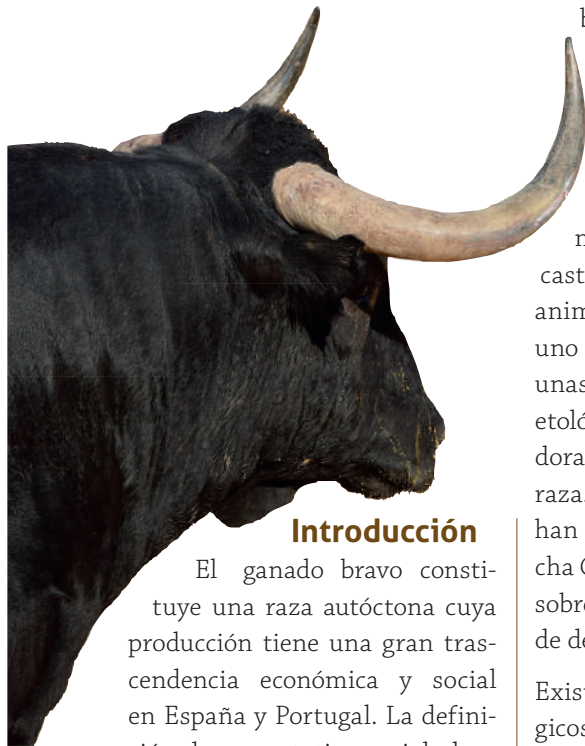 Introducción
El ganado bravo consti-
tuye una raza autóctona cuya
producción tiene una gran tras-
cendencia económica y social
en España y Portugal. La defini-
cast
anim
uno
unas
etoló
dora
raza.
han
cha
sobre
de de
Exist
gicos